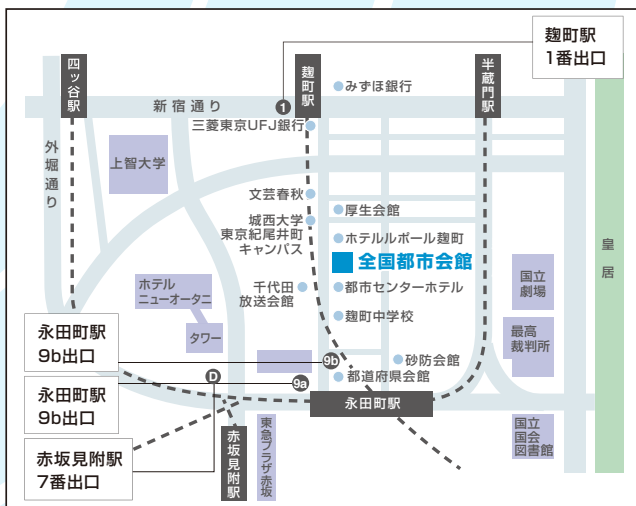 麹町駅
1番出口
四ッ谷駅
麹町駅
半蔵門駅
みずほ銀行
新宿通り
1
三菱東京UFJ銀行
外堀通り
上智大学
文芸春秋
厚生会館
城西大学
東京紀尾井町
キャンパス
ホテルルポール麹町
全国都市会館
皇居
ホテル
ニューオータニ
千代田
放送会館
都市センターホテル
国立
劇場
麹町中学校
タワー
最高
裁判所
永田町駅
9b出口
9b
砂防会館
永田町駅
9b出口
D
9a
都道府県会館
永田町駅
赤坂見附駅
7番出口
赤坂見附駅
東急プラザ赤坂
国立
国会
図書館